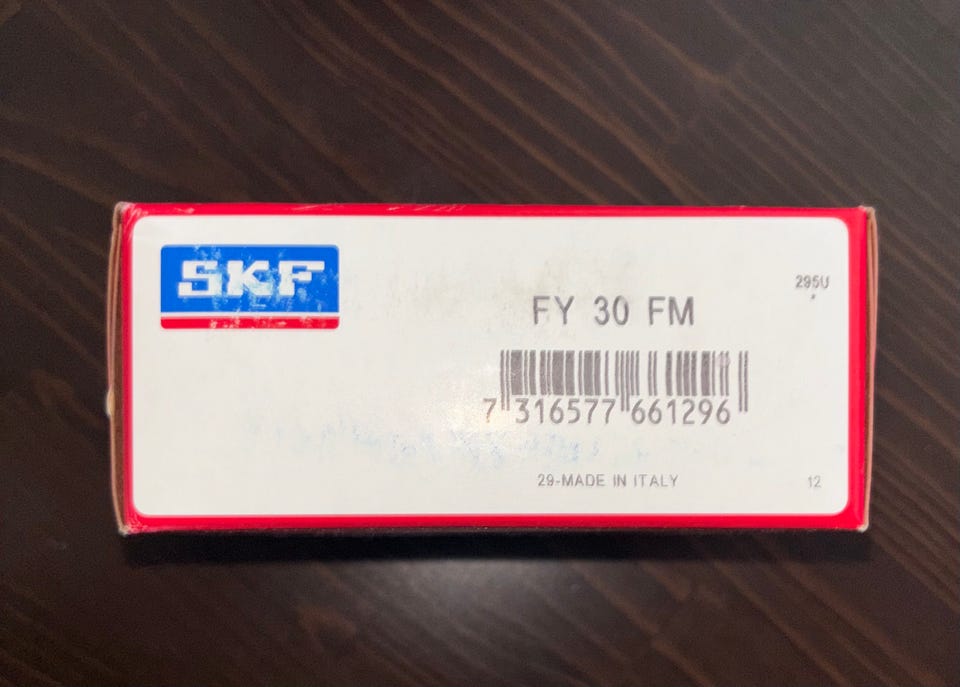 SKF
295U
FY 30 FM
7 316577 661296
29-MADE IN ITALY
12